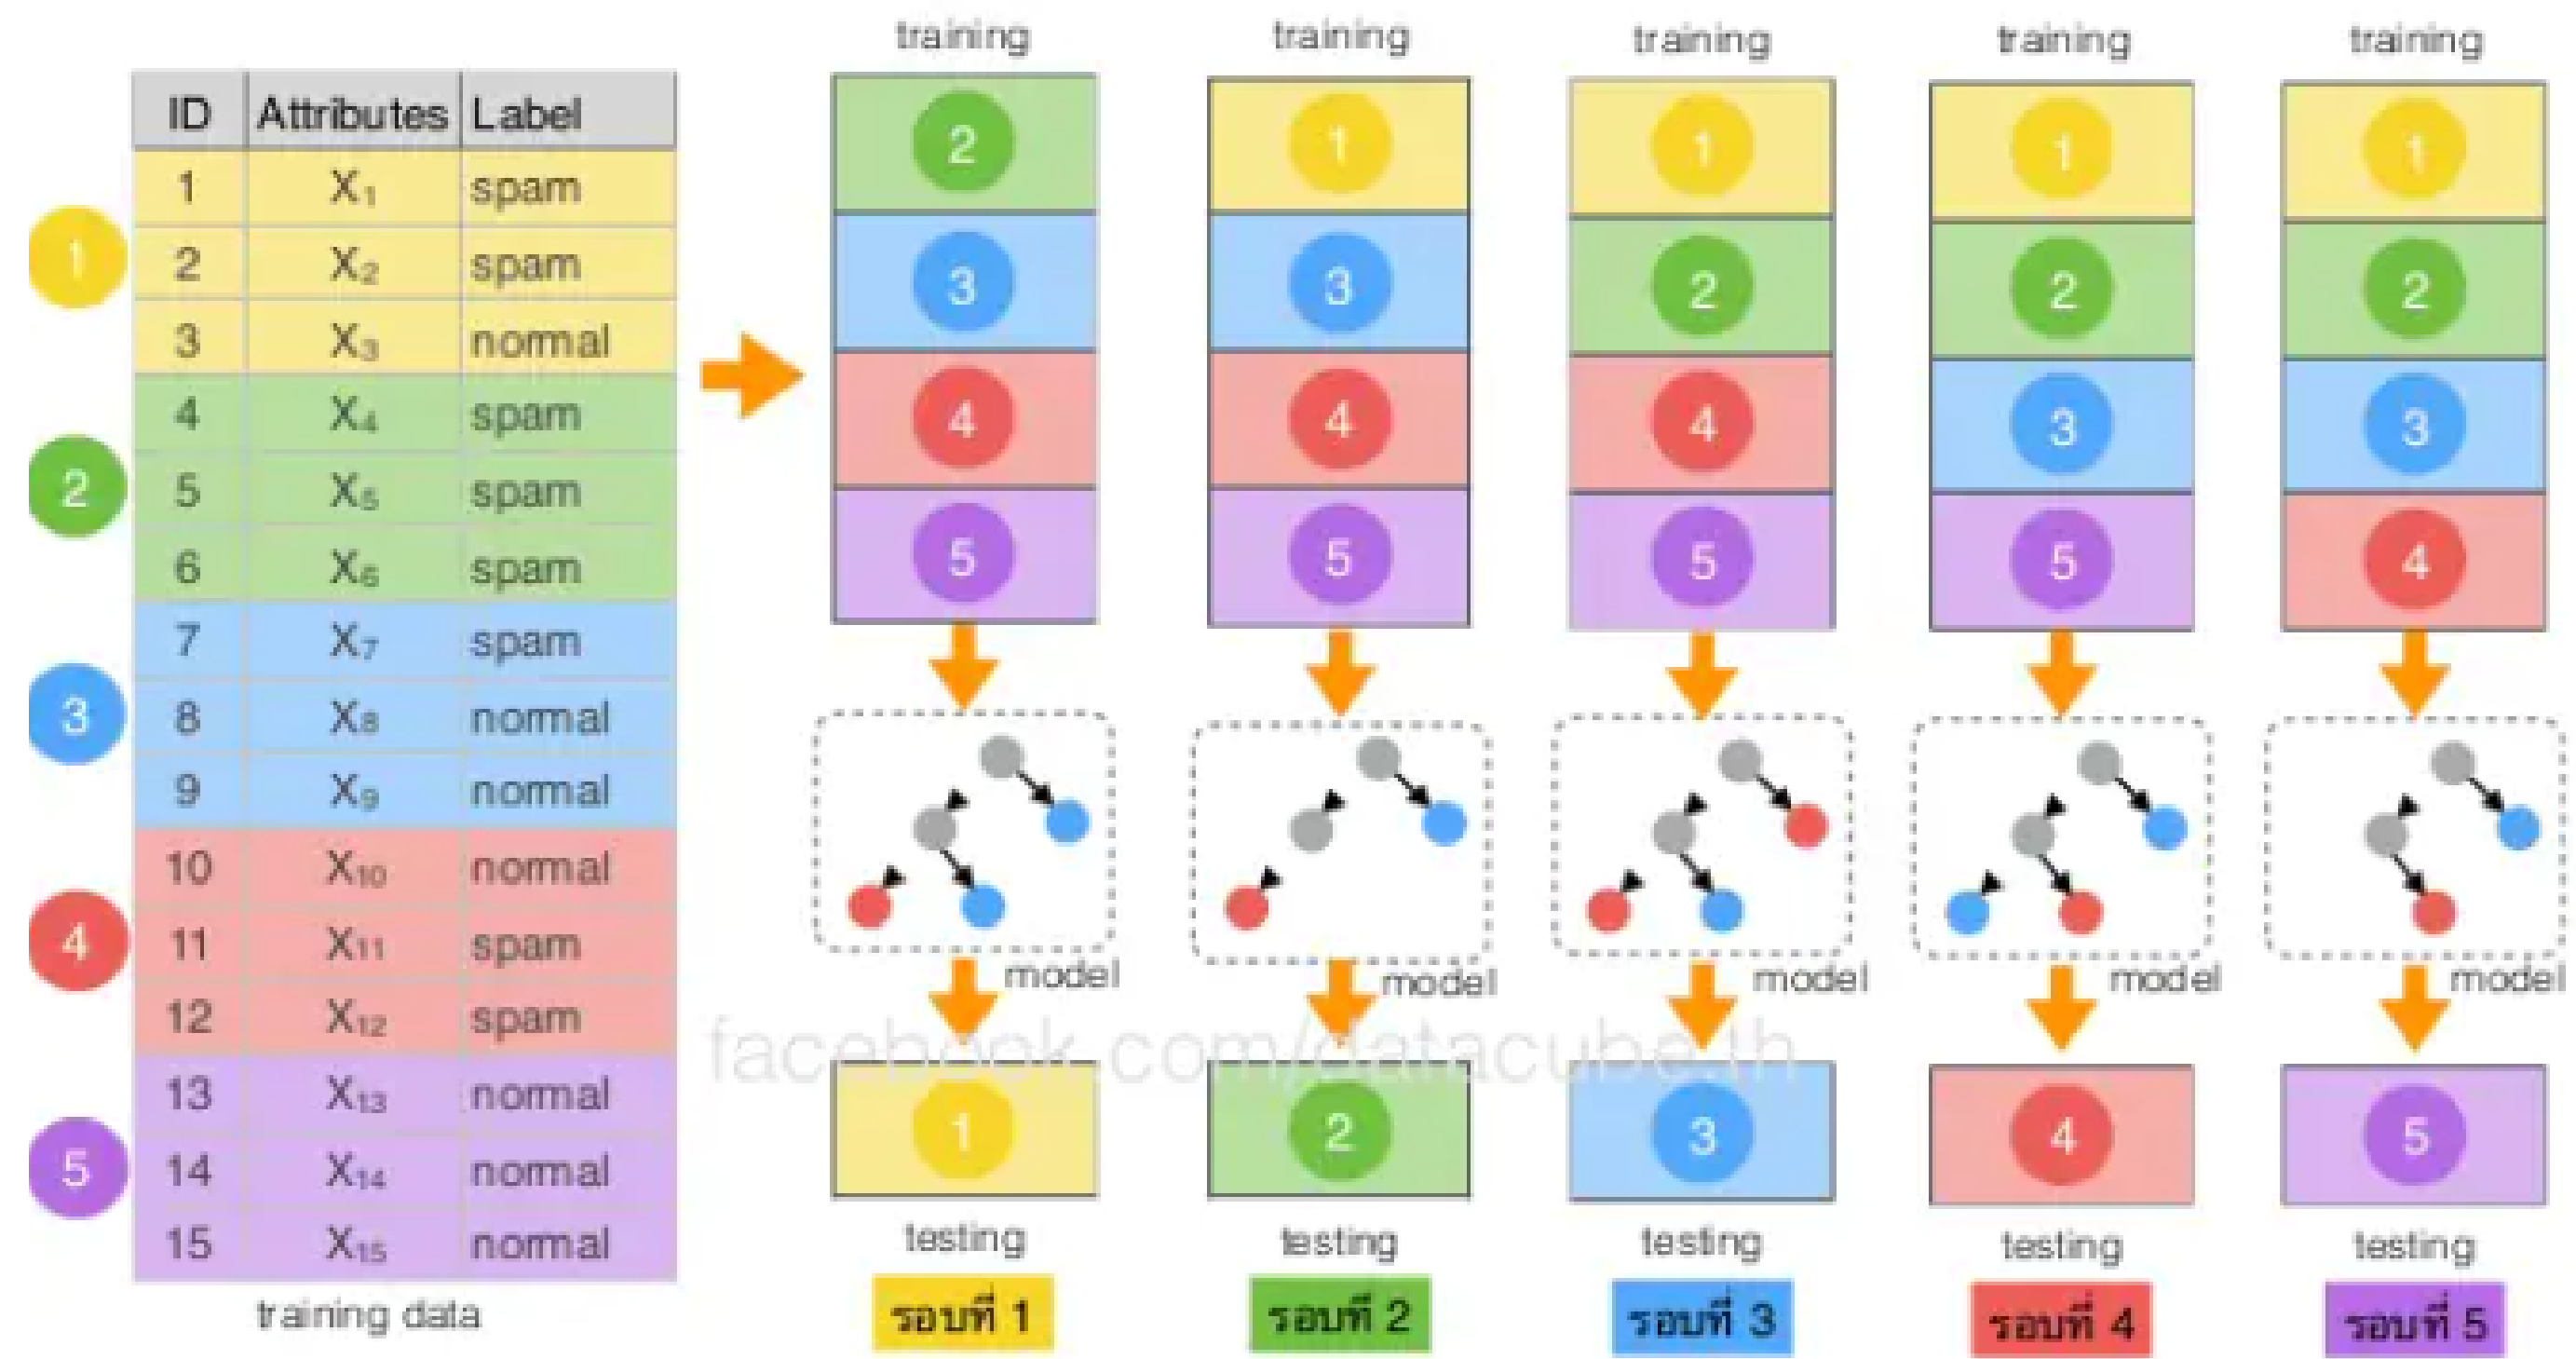 ID Attributes Label
1 X1 spam
2 X2 spam
3 X3 normal
4 X4 spam
5 X5 spam
6 X6 spam
7 X7 spam
8 X8 normal
9 X9 normal
10 X10 normal
11 X11 spam
12 X12 spam
13 X13 normal
14 X14 normal
15 X15 normal
1
2
3
4
5
training data
training training training training training
2 1 1 1 1
3 3 2 2 2
4 4 4 3 3
5 5 5 5 4
model model model model model
facebook.com/datacube.th
1 2 3 4 5
testing testing testing testing testing
รอบที่ 1 รอบที่ 2 รอบที่ 3 รอบที่ 4 รอบที่ 5